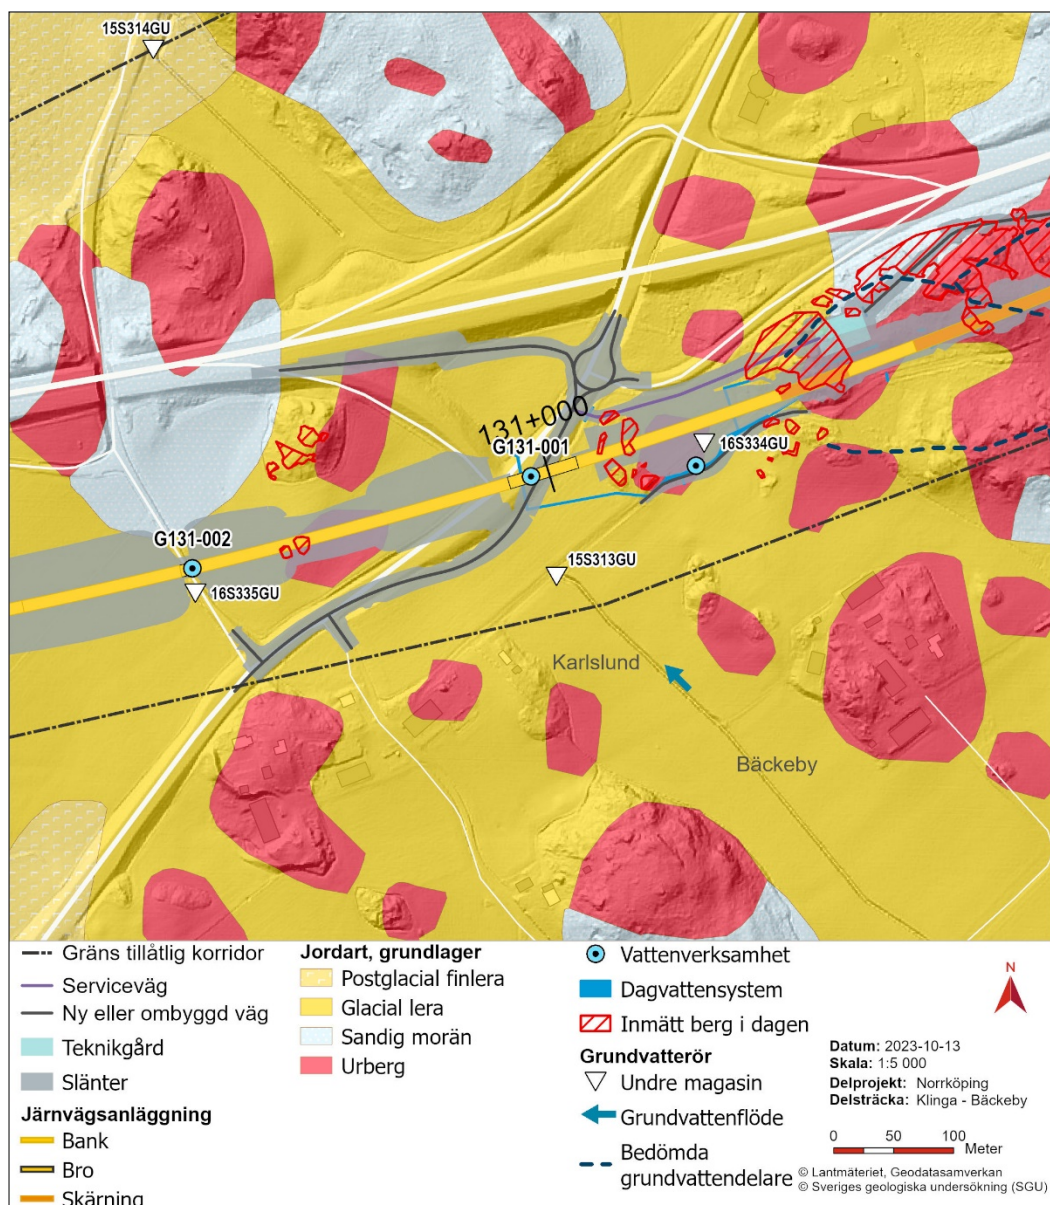 15S314GU
131+000
G131-001
16S334GU
G131-002
15S313GU
16S335GU
Karlslund
Bäckeby
Gräns tillåtlig korridor
Serviceväg
Ny eller ombyggd väg
Teknikgård
Slänter
Järnvägsanläggning
Bank
Bro
Skärning
Jordart, grundlager
Postglacial finlera
Glacial lera
Sandig morän
Urberg
Vattenverksamhet
Dagvattensystem
Inmätt berg i dagen
Grundvatterör
Undre magasin
Grundvattenflöde
Bedömda
grundvattendelare
N
Datum: 2023-10-13
Skala: 1:5 000
Delprojekt: Norrköping
Delsträcka: Klinga - Bäckeby
0 50 100
Meter
© Lantmäteriet, Geodatasamverkan
© Sveriges geologiska undersökning (SGU)